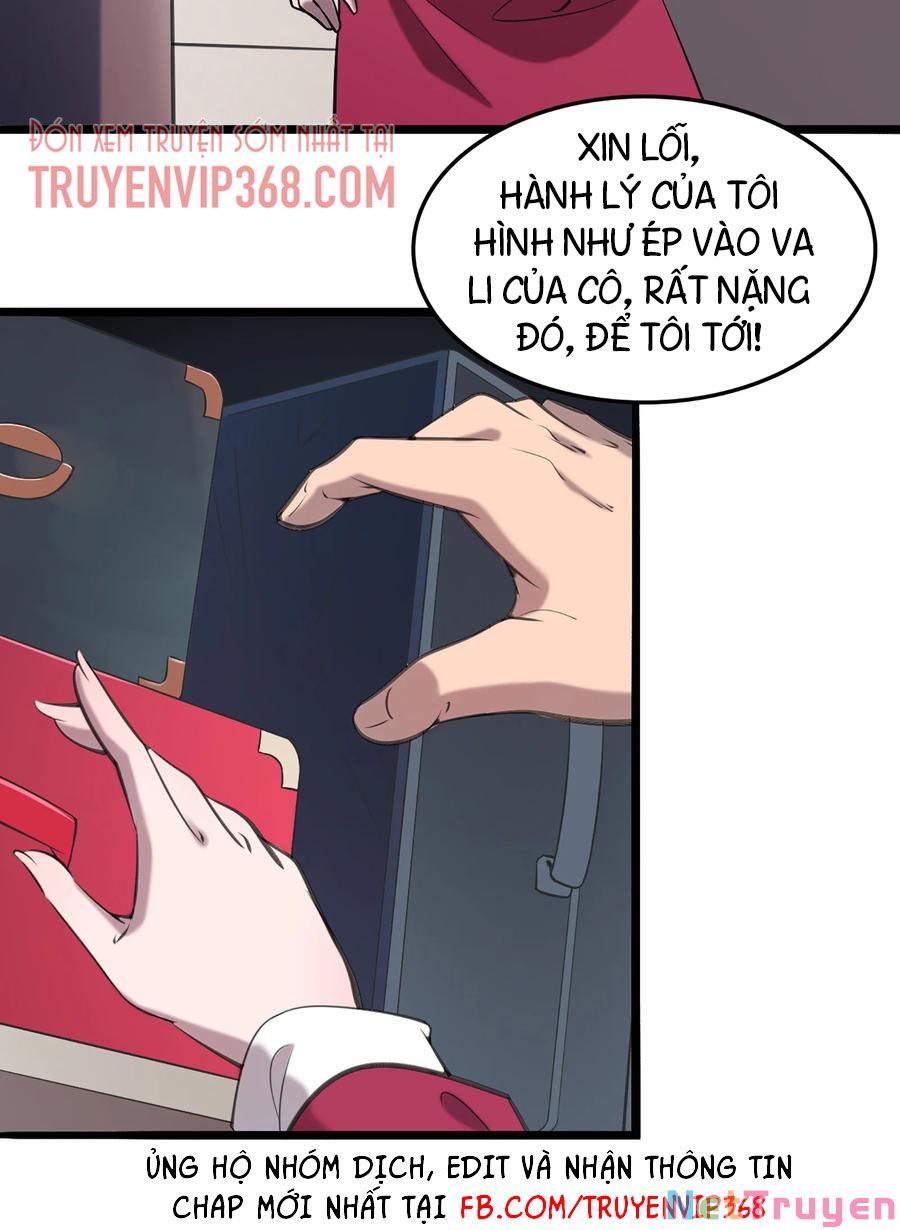 ĐÓN XEM TRUYỆN SỚM NHẤT TẠI
TRUYENVIP368.COM
XIN LỖI,
HÀNH LÝ CỦA TÔI
HÌNH NHƯ ÉP VÀO VA
LI CỦA CÔ, RẤT NẶNG
ĐÓ, ĐỂ TÔI TỚI!
ỦNG HỘ NHÓM DỊCH, EDIT VÀ NHẬN THÔNG TIN
CHAP MỚI NHẤT TẠI FB.COM/TRUYENVIP368
NetTruyen